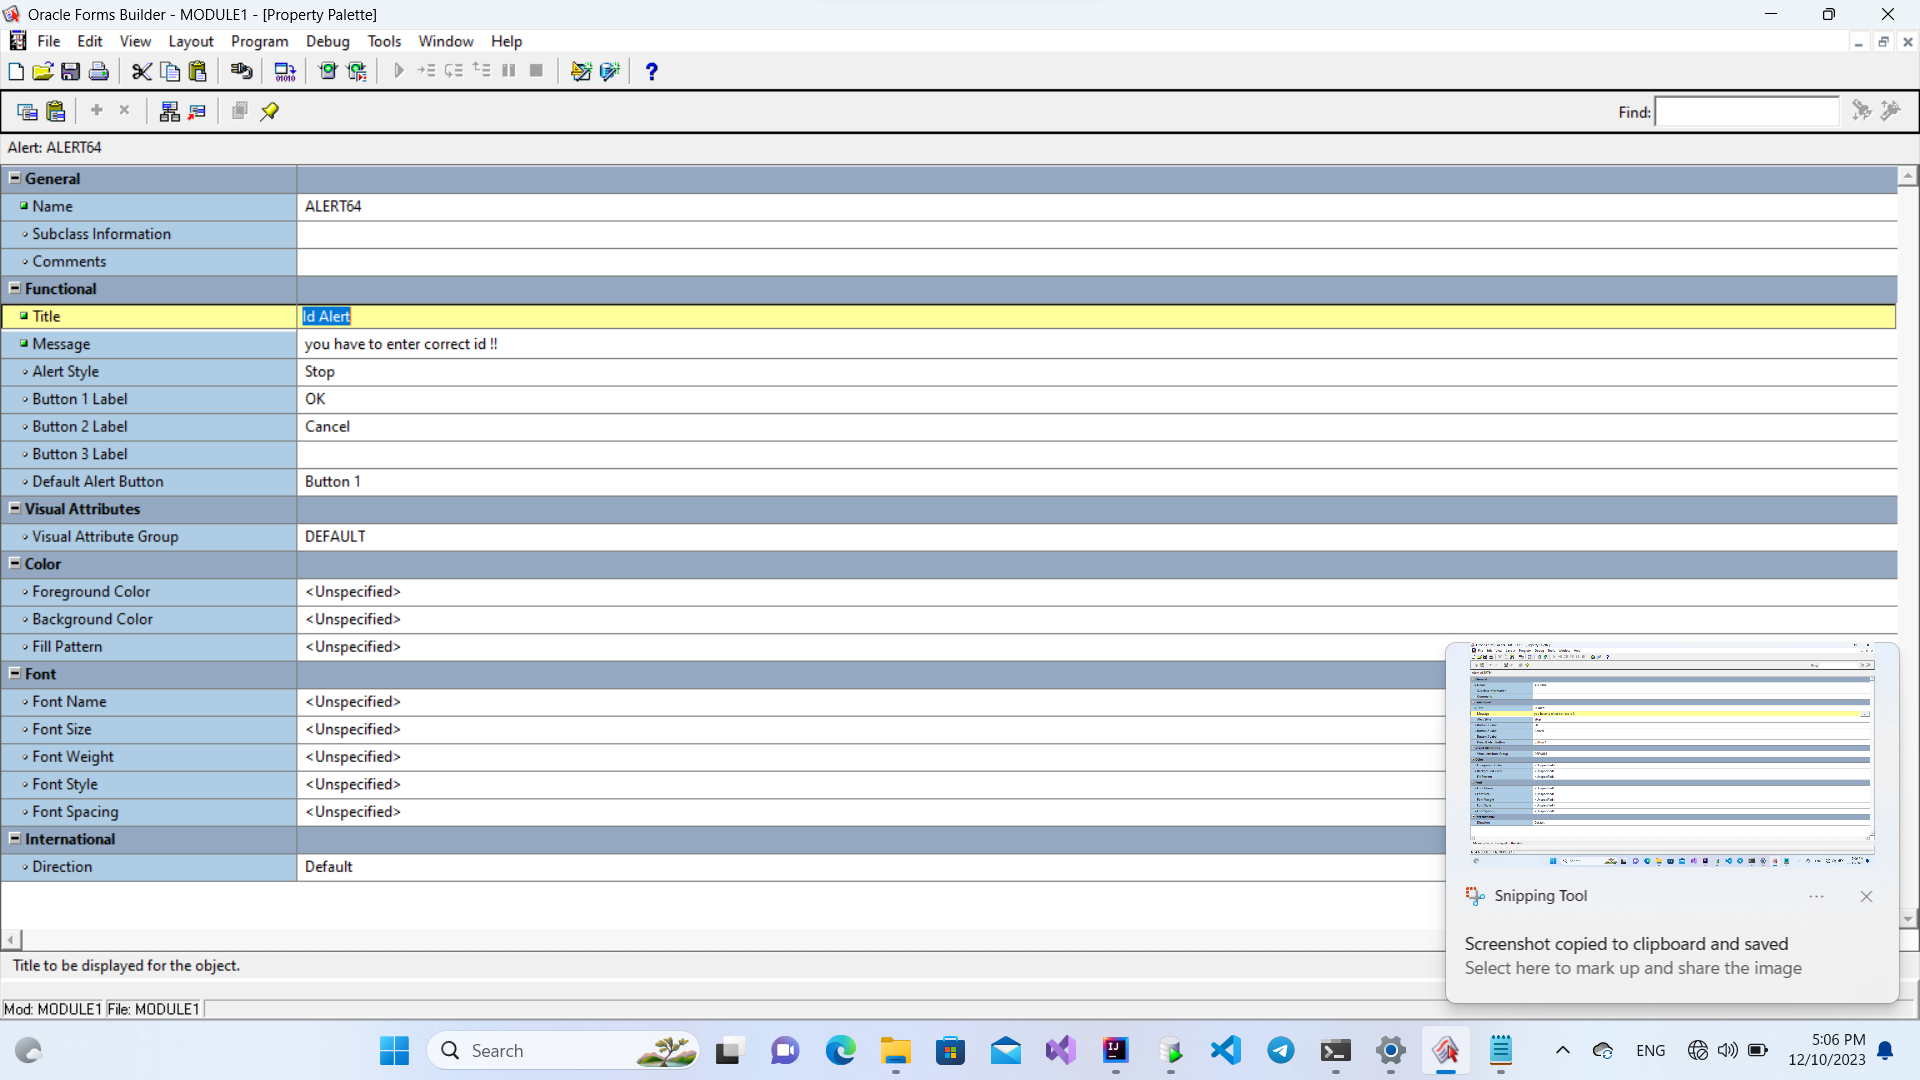 Oracle Forms Builder - MODULE1 - [Property Palette]
File Edit View Layout Program Debug Tools Window Help
Find:
Alert: ALERT64
General
Name ALERT64
Subclass Information
Comments
Functional
Title Id Alert
Message you have to enter correct id !!
Alert Style Stop
Button 1 Label OK
Button 2 Label Cancel
Button 3 Label
Default Alert Button Button 1
Visual Attributes
Visual Attribute Group DEFAULT
Color
Foreground Color <Unspecified>
Background Color <Unspecified>
Fill Pattern <Unspecified>
Font
Font Name <Unspecified>
Font Size <Unspecified>
Font Weight <Unspecified>
Font Style <Unspecified>
Font Spacing <Unspecified>
International
Direction Default
Snipping Tool
Screenshot copied to clipboard and saved
Select here to mark up and share the image
Title to be displayed for the object.
Mod: MODULE1 File: MODULE1
Search
ENG
5:06 PM
12/10/2023